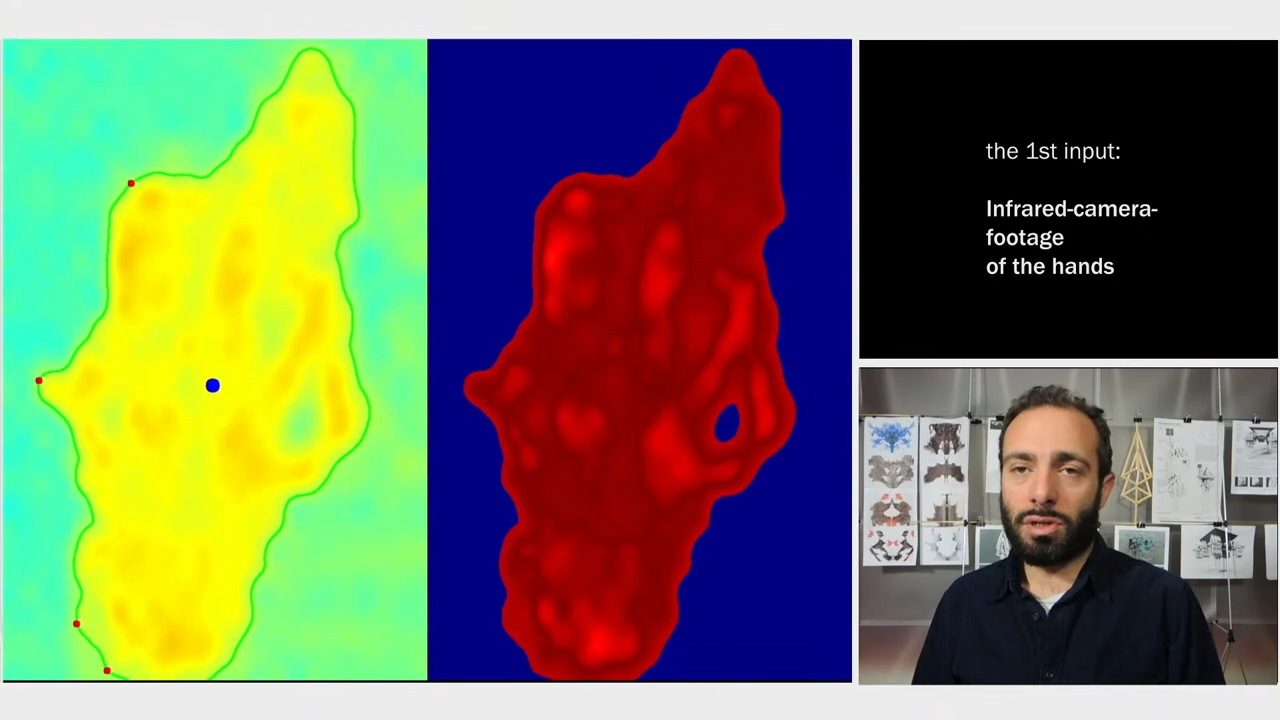 the 1st input:
Infrared-camera-
footage
of the hands